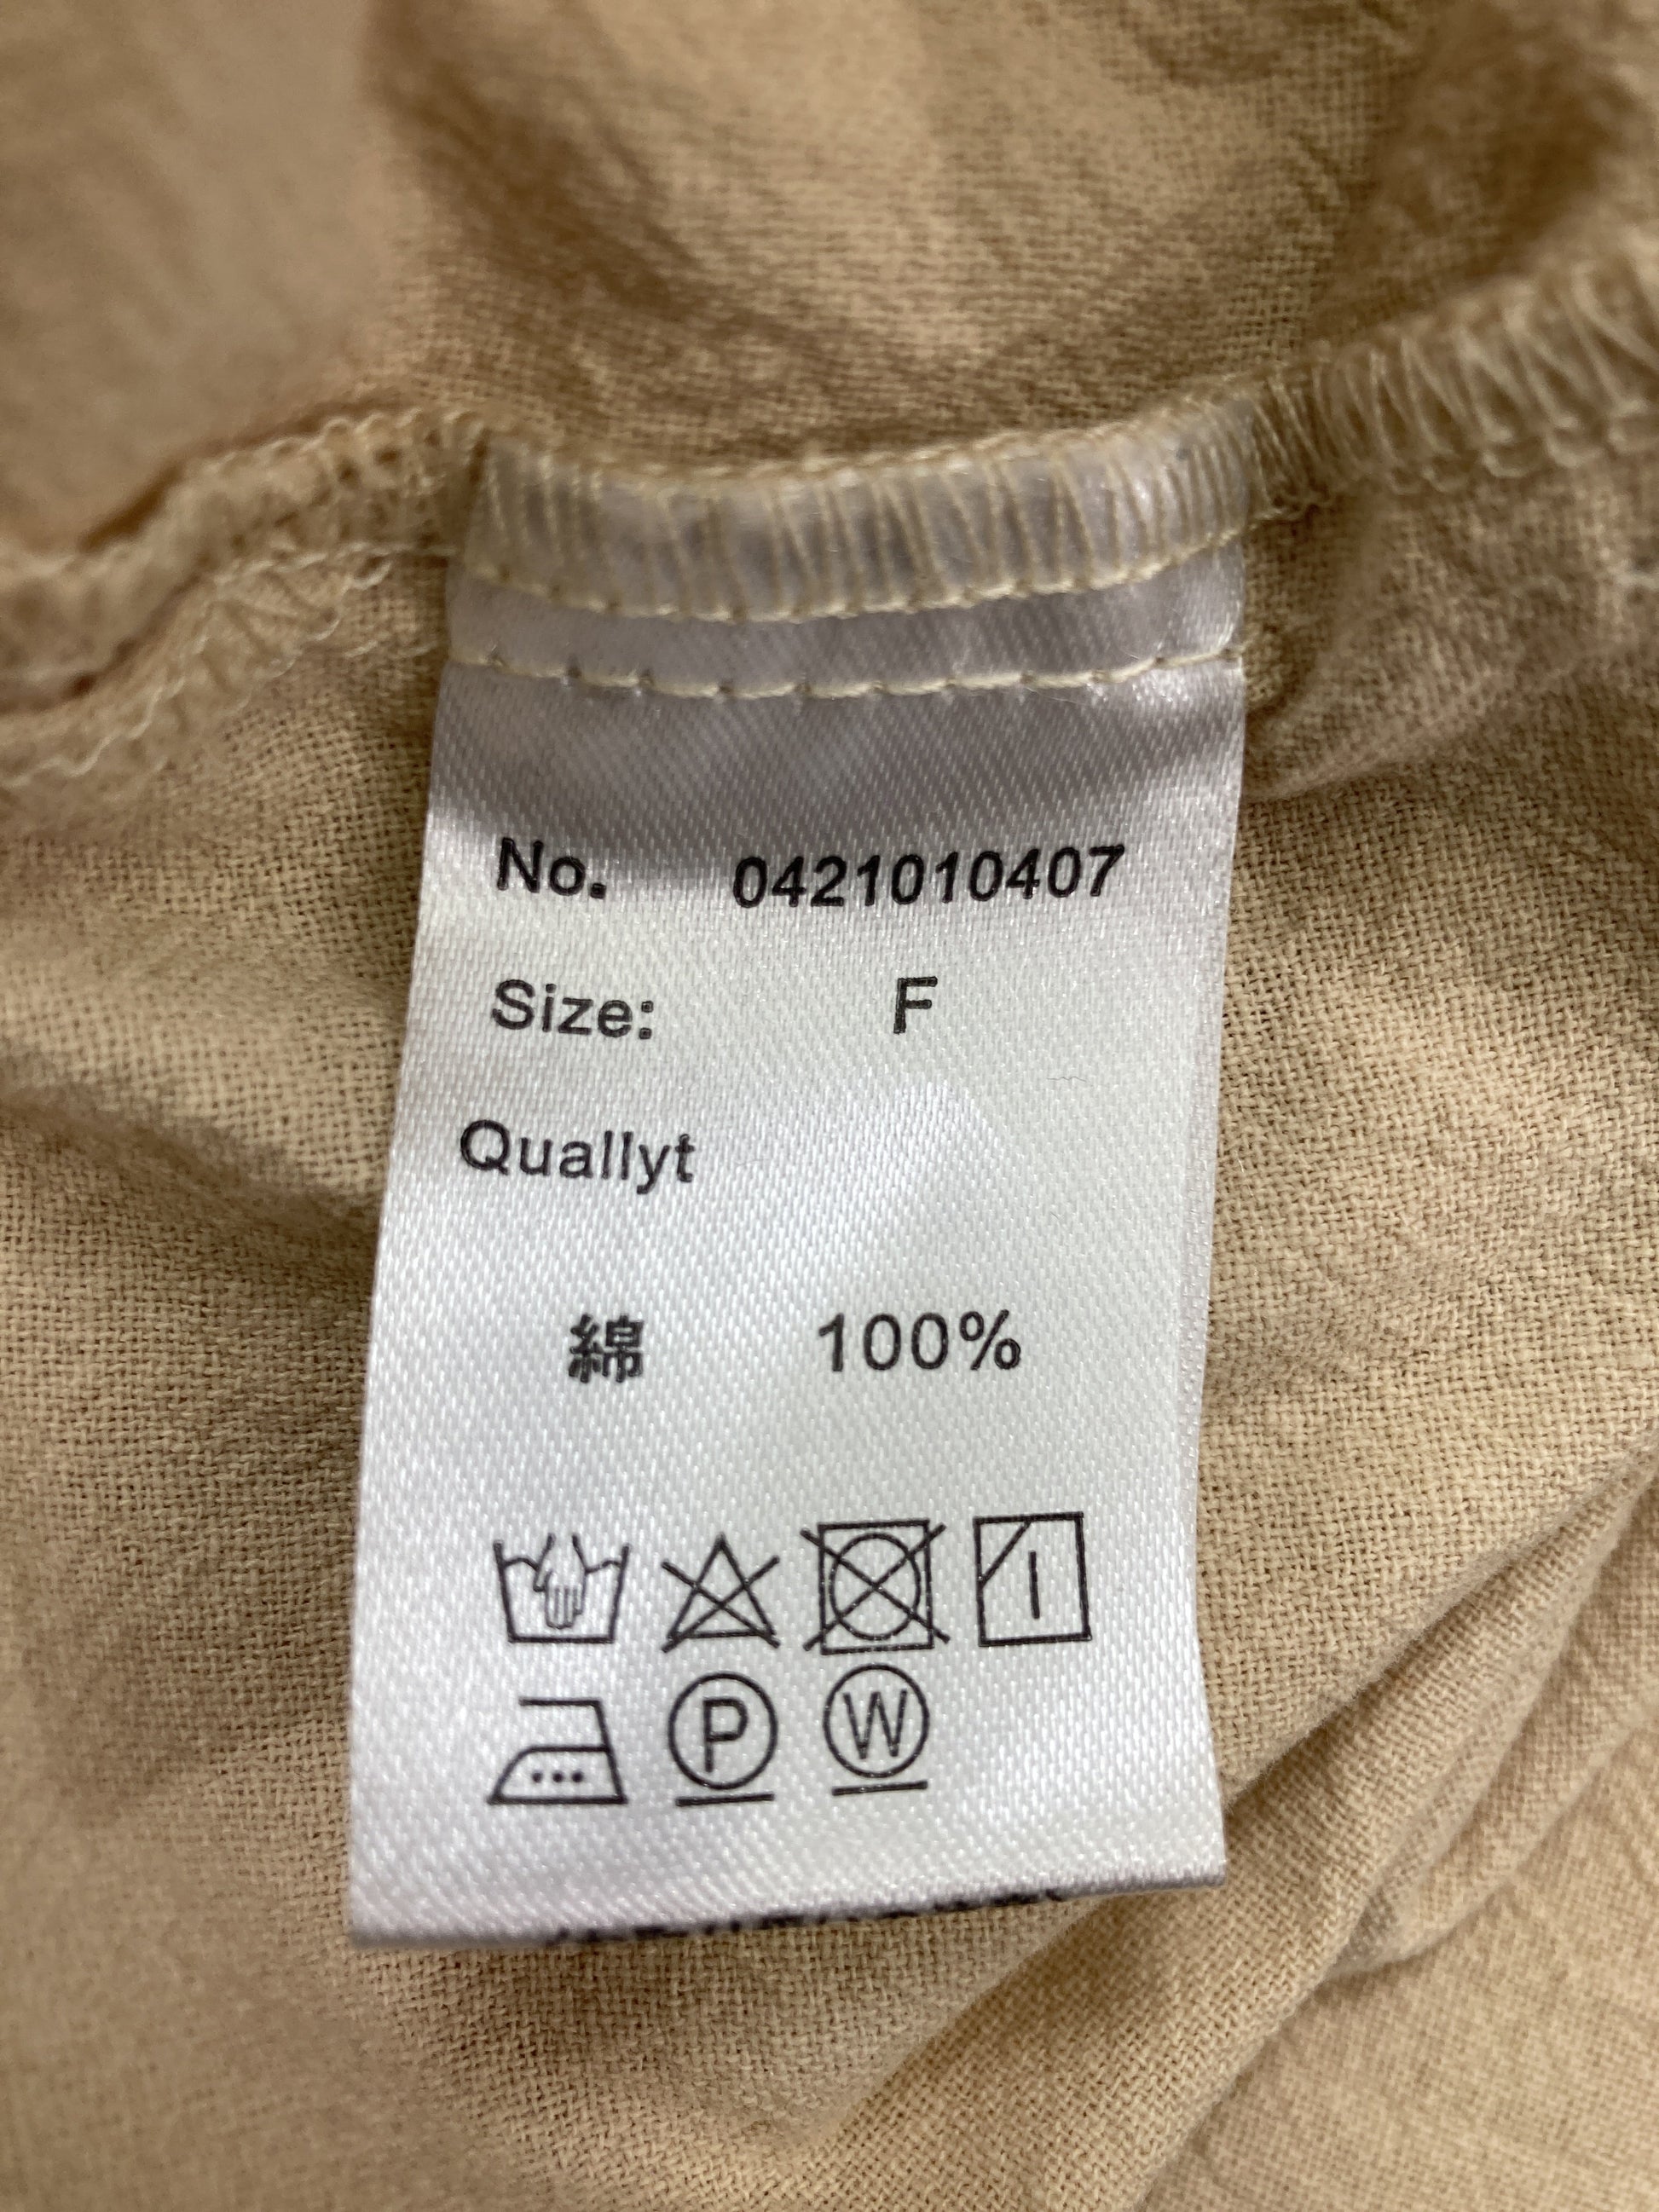 No. 0421010407
Size: F
Quallyt
綿 100%
P W